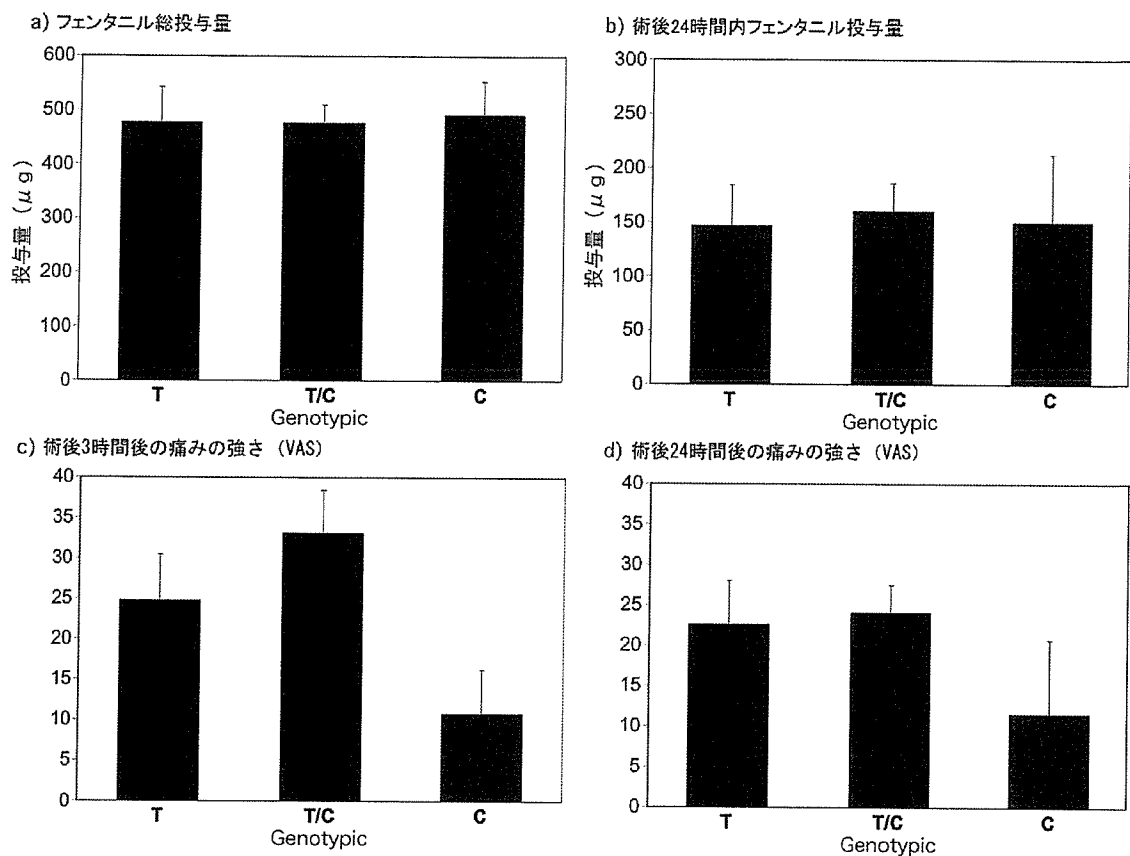 a) フェンタニル総投与量
投与量 (μg)
600
500
400
300
200
100
0
T T/C C
Genotypic
b) 術後24時間内フェンタニル投与量
投与量 (μg)
300
250
200
150
100
50
0
T T/C C
Genotypic
c) 術後3時間後の痛みの強さ (VAS)
40
35
30
25
20
15
10
5
0
T T/C C
Genotypic
d) 術後24時間後の痛みの強さ (VAS)
40
35
30
25
20
15
10
5
0
T T/C C
Genotypic